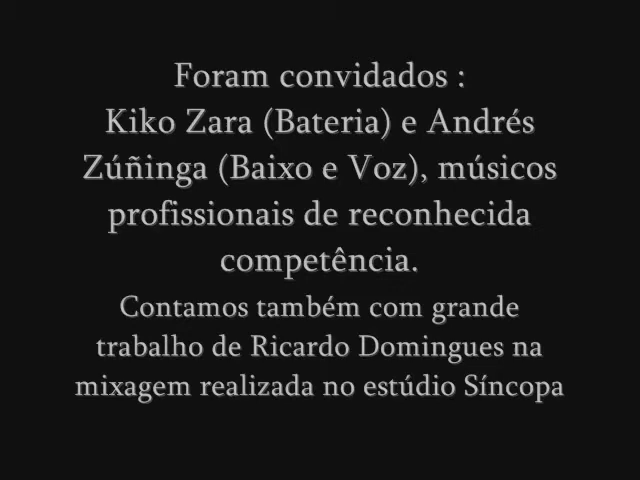 Foram convidados :
Kiko Zara (Bateria) e Andrés
Zúñinga (Baixo e Voz), músicos
profissionais de reconhecida
competência.
Contamos também com grande
trabalho de Ricardo Domingues na
mixagem realizada no estúdio Síncopa